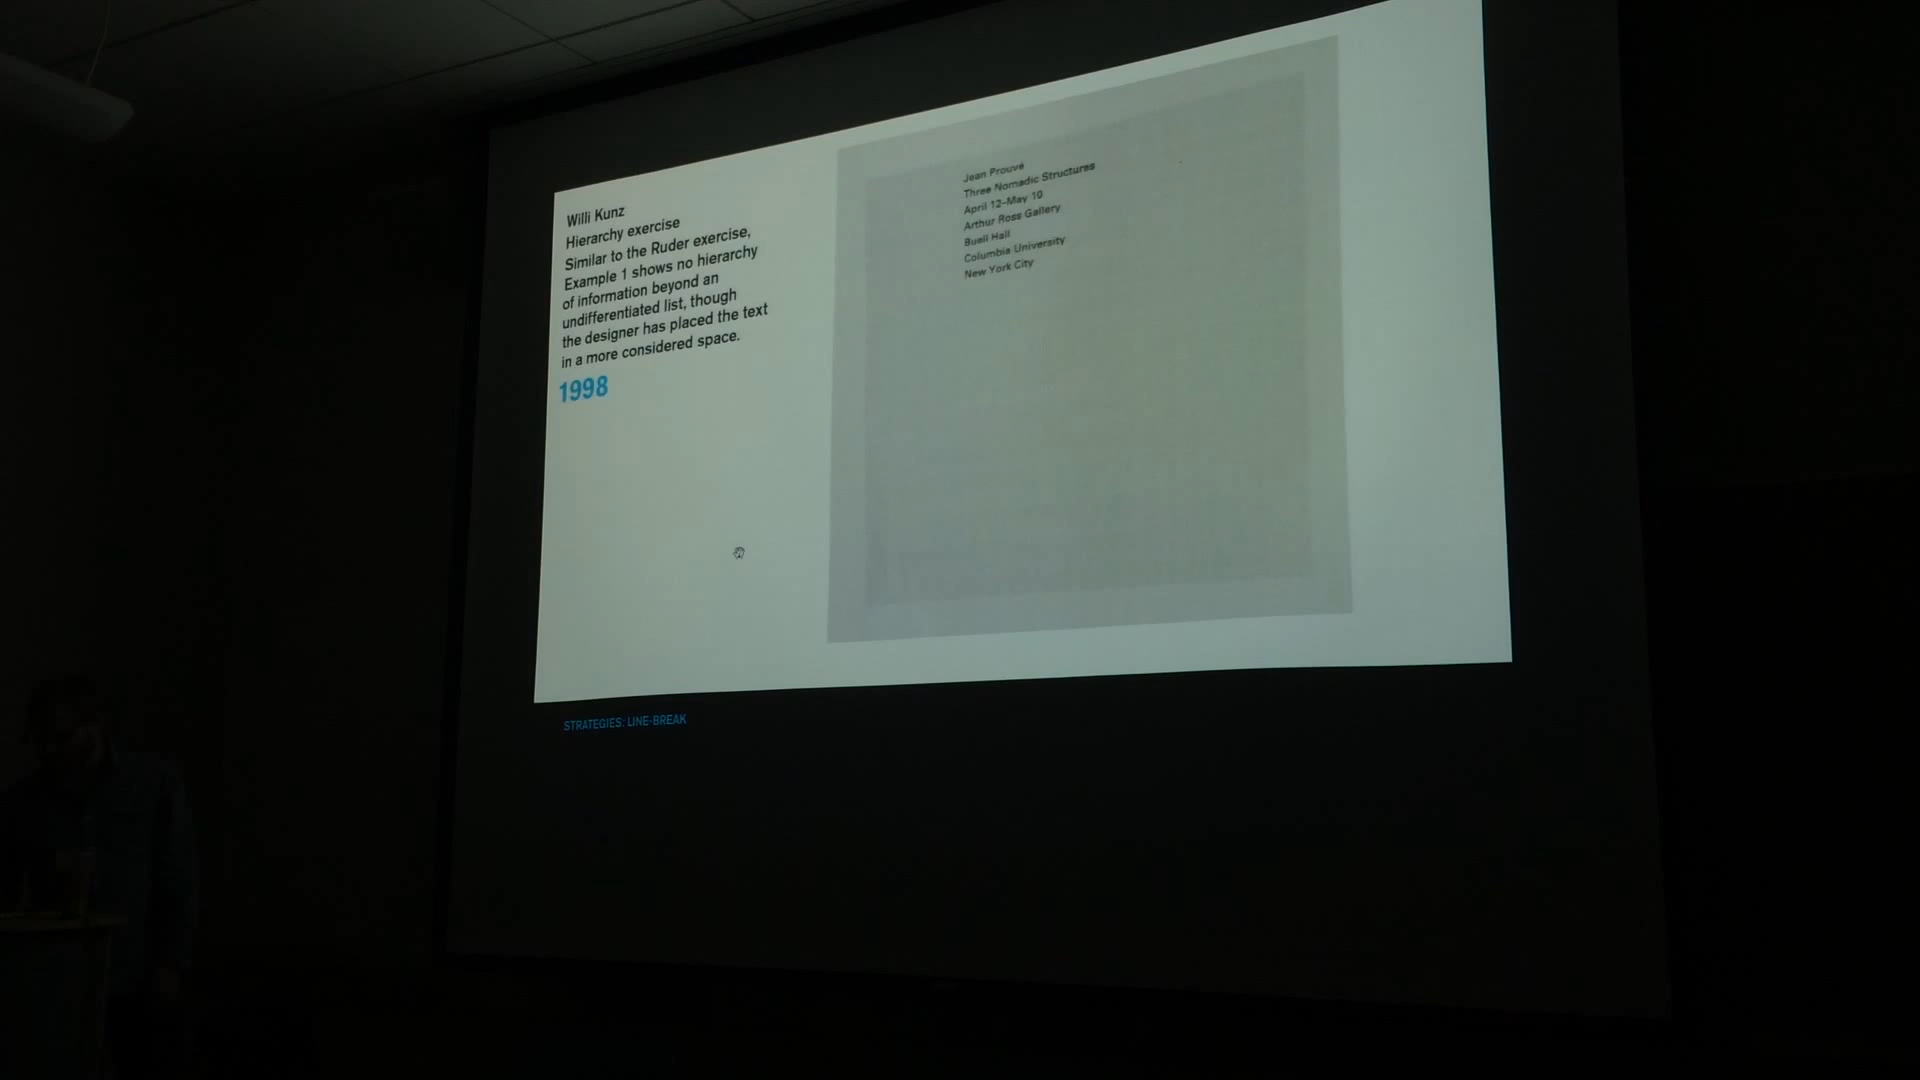 Willi Kunz
Hierarchy exercise
Similar to the Ruder exercise,
Example 1 shows no hierarchy
of information beyond an
undifferentiated list, though
the designer has placed the text
in a more considered space.
1998
Jean Prouvé
Three Nomadic Structures
April 12–May 10
Arthur Ross Gallery
Buell Hall
Columbia University
New York City
STRATEGIES: LINE-BREAK